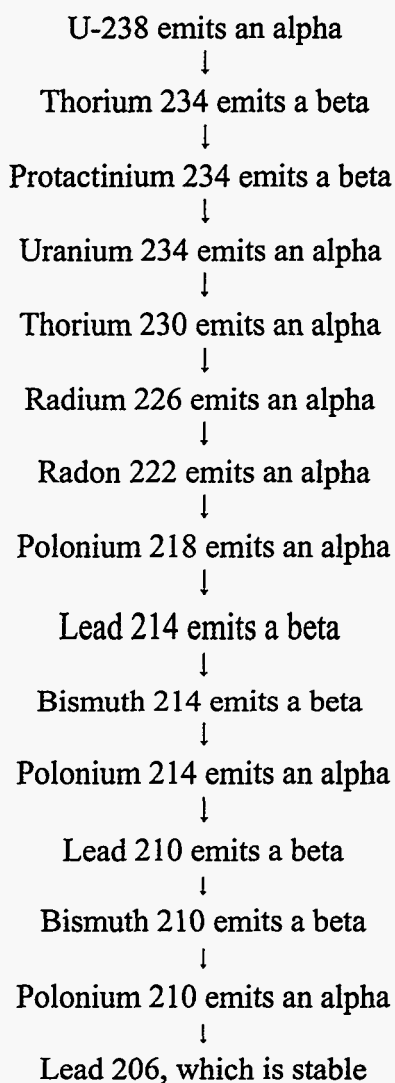 U-238 emits an alpha
↓
Thorium 234 emits a beta
↓
Protactinium 234 emits a beta
↓
Uranium 234 emits an alpha
↓
Thorium 230 emits an alpha
↓
Radium 226 emits an alpha
↓
Radon 222 emits an alpha
↓
Polonium 218 emits an alpha
↓
Lead 214 emits a beta
↓
Bismuth 214 emits a beta
↓
Polonium 214 emits an alpha
↓
Lead 210 emits a beta
↓
Bismuth 210 emits a beta
↓
Polonium 210 emits an alpha
↓
Lead 206, which is stable